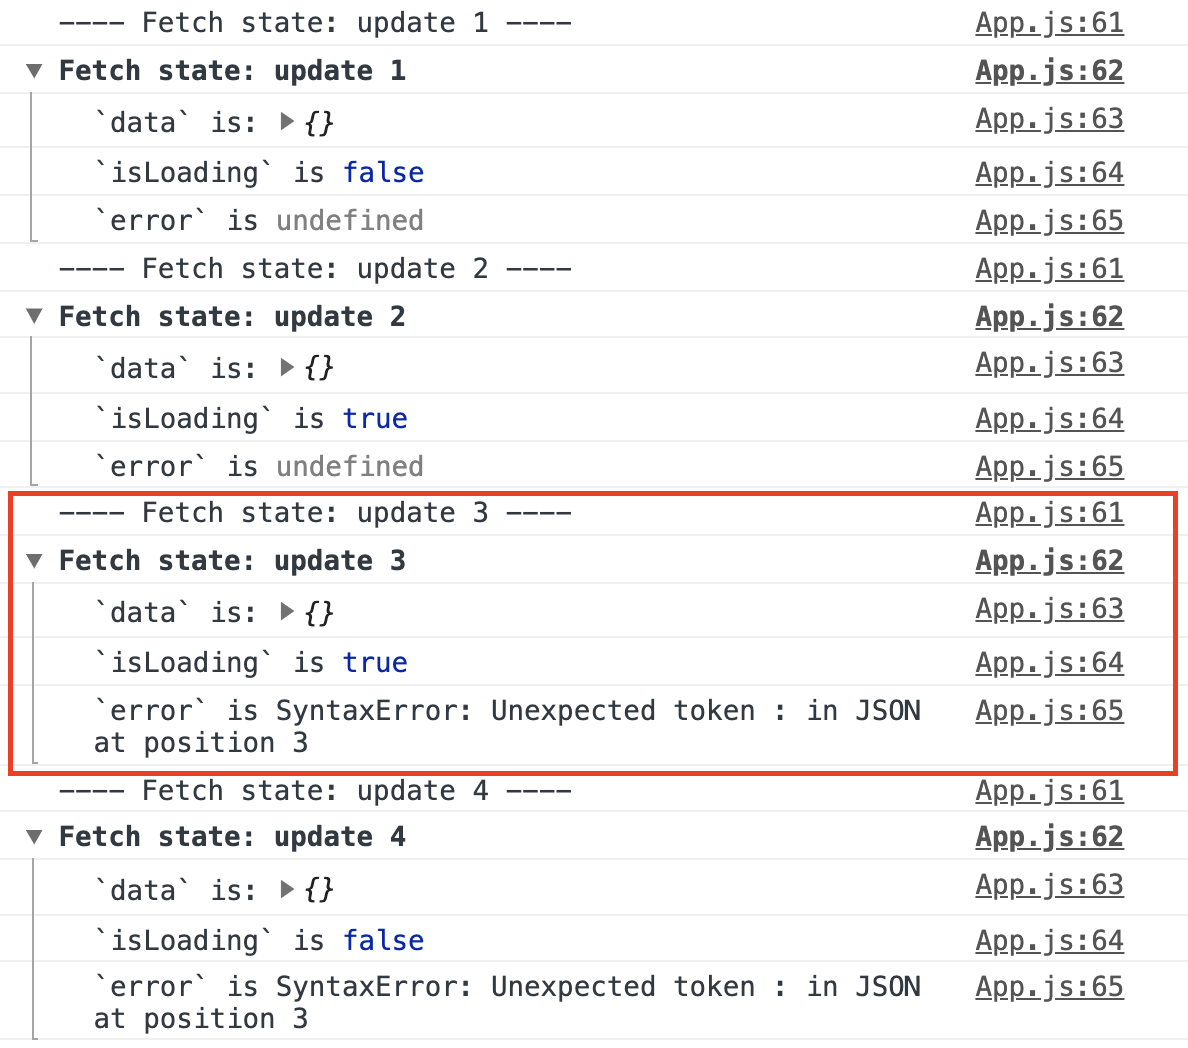 ---- Fetch state: update 1 ---- App.js:61
▼ Fetch state: update 1 App.js:62
`data` is: ▶ {} App.js:63
`isLoading` is false App.js:64
`error` is undefined App.js:65
---- Fetch state: update 2 ---- App.js:61
▼ Fetch state: update 2 App.js:62
`data` is: ▶ {} App.js:63
`isLoading` is true App.js:64
`error` is undefined App.js:65
---- Fetch state: update 3 ---- App.js:61
▼ Fetch state: update 3 App.js:62
`data` is: ▶ {} App.js:63
`isLoading` is true App.js:64
`error` is SyntaxError: Unexpected token : in JSON App.js:65
at position 3
---- Fetch state: update 4 ---- App.js:61
▼ Fetch state: update 4 App.js:62
`data` is: ▶ {} App.js:63
`isLoading` is false App.js:64
`error` is SyntaxError: Unexpected token : in JSON App.js:65
at position 3